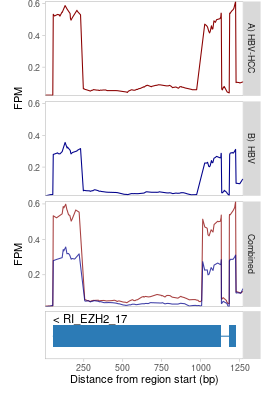 0.6
0.4
0.2
FPM
A) HBV-HCC
0.6
0.4
0.2
B) HBV
0.6
0.4
0.2
FPM
Combined
< RI_EZH2_17
250 500 750 1000 1250
Distance from region start (bp)